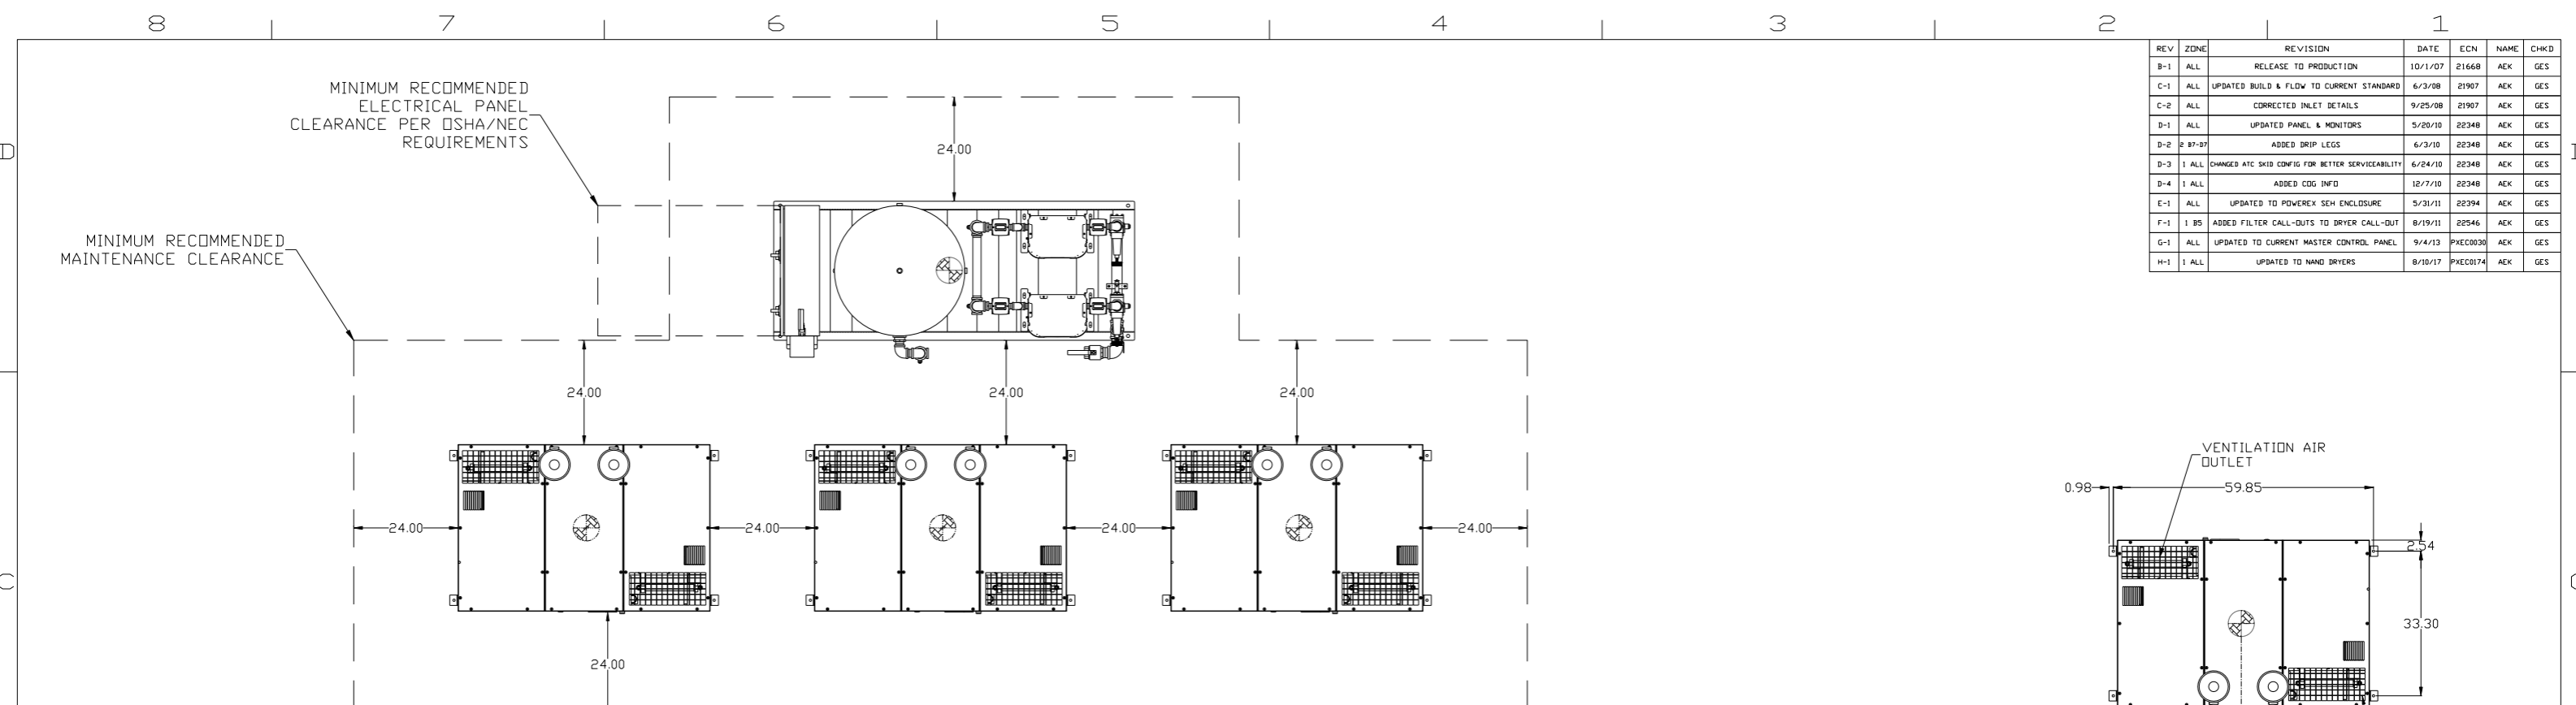 8 7 6 5 4 3 2 1
REV ZONE REVISION DATE ECN NAME CHKD
B-1 ALL RELEASE TO PRODUCTION 10/1/07 21668 AEK GES
C-1 ALL UPDATED BUILD & FLOW TO CURRENT STANDARD 6/3/08 21907 AEK GES
C-2 ALL CORRECTED INLET DETAILS 9/25/08 21907 AEK GES
D-1 ALL UPDATED PANEL & MONITORS 5/20/10 22348 AEK GES
D-2 2 B7-D7 ADDED DRIP LEGS 6/3/10 22348 AEK GES
D-3 1 ALL CHANGED ATC SKID CONFIG FOR BETTER SERVICEABILITY 6/24/10 22348 AEK GES
D-4 1 ALL ADDED COG INFO 12/7/10 22348 AEK GES
E-1 ALL UPDATED TO POWEREX SEH ENCLOSURE 5/31/11 22394 AEK GES
F-1 1 B5 ADDED FILTER CALL-OUTS TO DRYER CALL-OUT 8/19/11 22546 AEK GES
G-1 ALL UPDATED TO CURRENT MASTER CONTROL PANEL 9/4/13 PXEC0030 AEK GES
H-1 1 ALL UPDATED TO NANO DRYERS 8/10/17 PXEC0174 AEK GES
MINIMUM RECOMMENDED
ELECTRICAL PANEL
CLEARANCE PER OSHA/NEC
REQUIREMENTS
D
24.00
MINIMUM RECOMMENDED
MAINTENANCE CLEARANCE
24.00 24.00 24.00
VENTILATION AIR
OUTLET
0.98 59.85
24.00 24.00 24.00 24.00
2.54
C
33.30
24.00